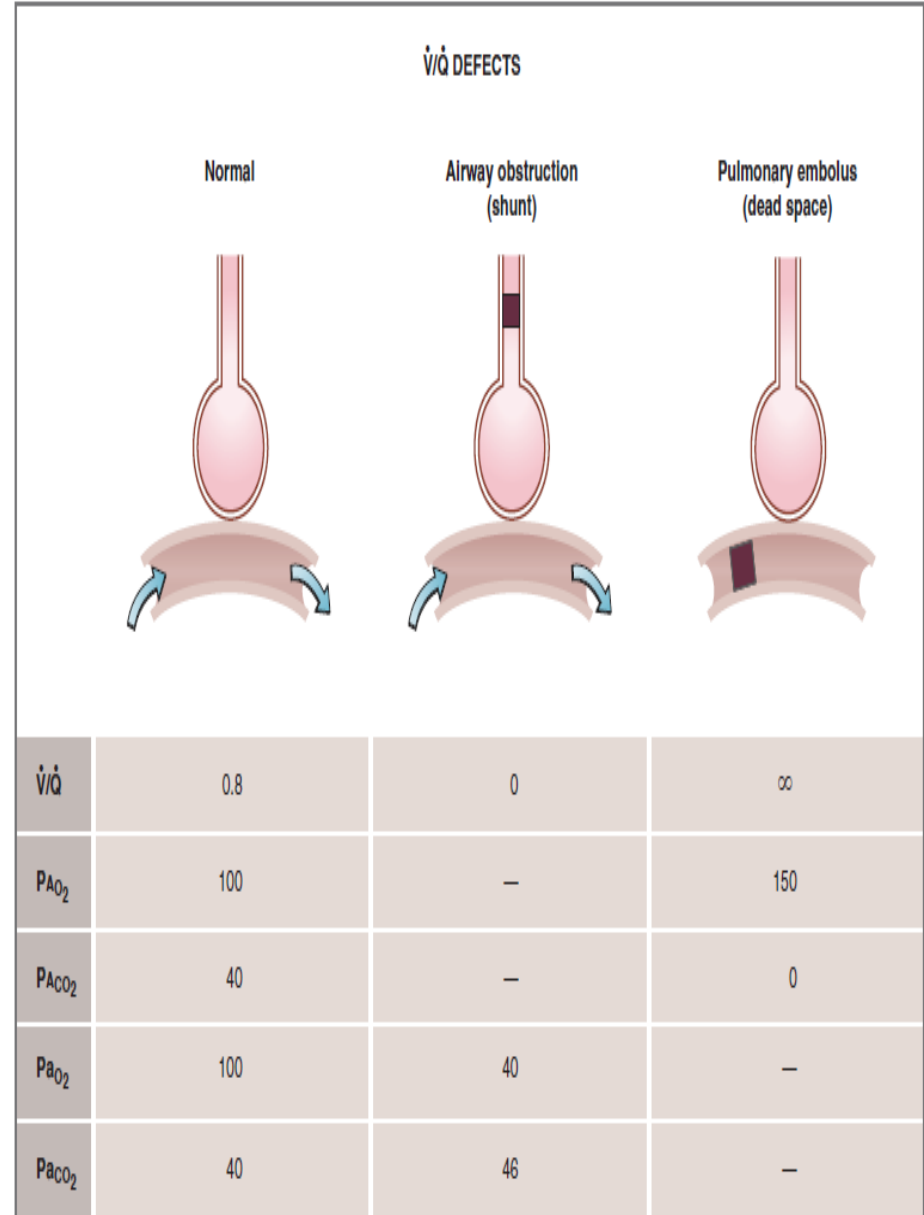 V̇/Q̇ DEFECTS
Normal
Airway obstruction
(shunt)
Pulmonary embolus
(dead space)
V̇/Q̇ 0.8 0 ∞
PAO₂ 100 — 150
PACO₂ 40 — 0
PaO₂ 100 40 —
PaCO₂ 40 46 —